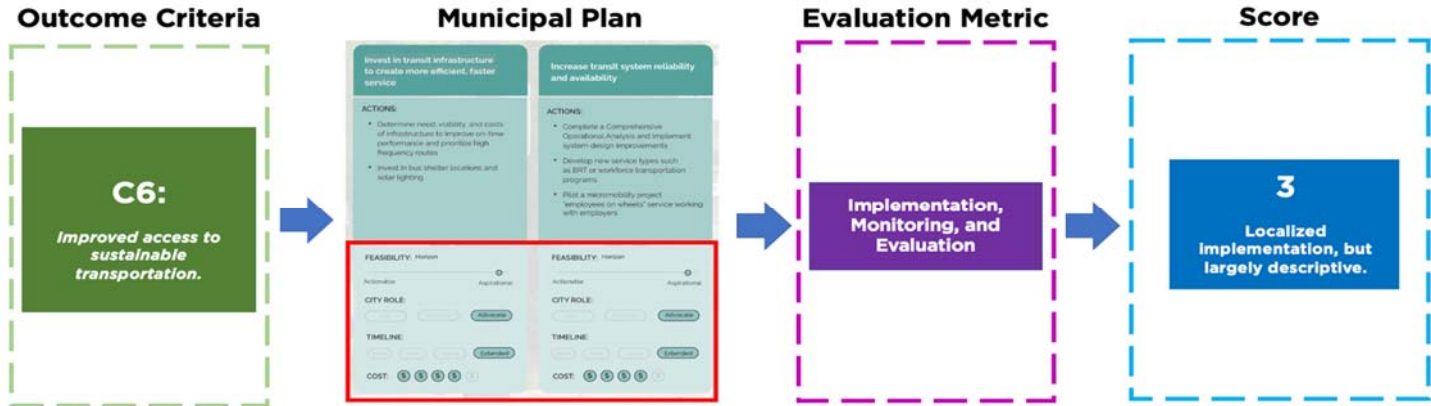 Outcome Criteria
Municipal Plan
Evaluation Metric
Score
C6:
Improved access to
sustainable
transportation.
Invest in transit infrastructure
to create more efficient, faster
service
ACTIONS:
• Determine need, viability, and costs
of infrastructure to improve on-time
performance and prioritize high
frequency routes
• Invest in bus shelter locations and
solar lighting
FEASIBILITY: Horizon
Actionable
Aspirational
CITY ROLE:
Advocate
TIMELINE:
Extended
COST: $ $ $ $ $
Increase transit system reliability
and availability
ACTIONS:
• Complete a Comprehensive
Operational Analysis and implement
system design improvements
• Develop new service types such
as BRT or workforce transportation
programs
• Pilot a micromobility project
"employees on wheels" service working
with employers
FEASIBILITY: Horizon
Actionable
Aspirational
CITY ROLE:
Advocate
TIMELINE:
Extended
COST: $ $ $ $ $
Implementation,
Monitoring, and
Evaluation
3
Localized
implementation, but
largely descriptive.